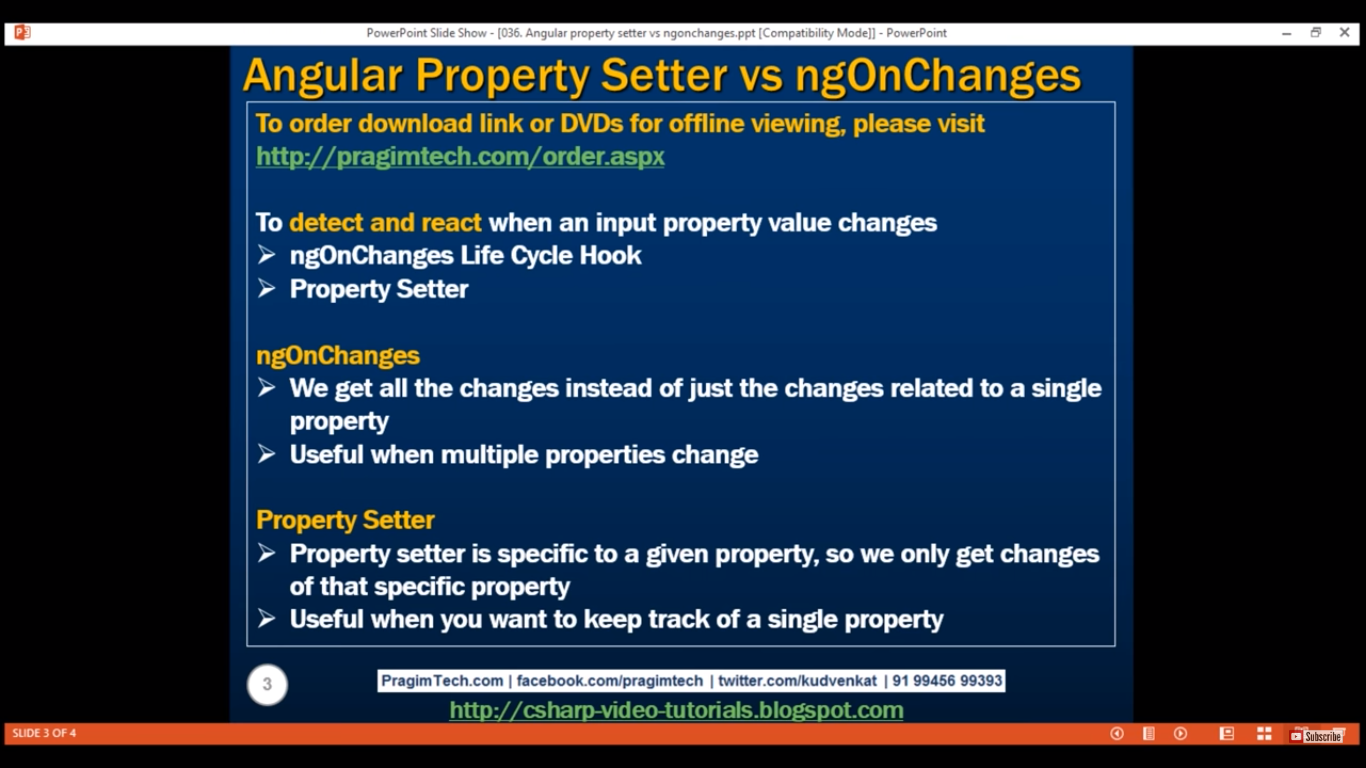 PowerPoint Slide Show - [036. Angular property setter vs ngonchanges.ppt [Compatibility Mode]] - PowerPoint
Angular Property Setter vs ngOnChanges
To order download link or DVDs for offline viewing, please visit
http://pragimtech.com/order.aspx
To detect and react when an input property value changes
ngOnChanges Life Cycle Hook
Property Setter
ngOnChanges
We get all the changes instead of just the changes related to a single
property
Useful when multiple properties change
Property Setter
Property setter is specific to a given property, so we only get changes
of that specific property
Useful when you want to keep track of a single property
3
PragimTech.com | facebook.com/pragimtech | twitter.com/kudvenkat | 91 99456 99393
http://csharp-video-tutorials.blogspot.com
SLIDE 3 OF 4
Subscribe